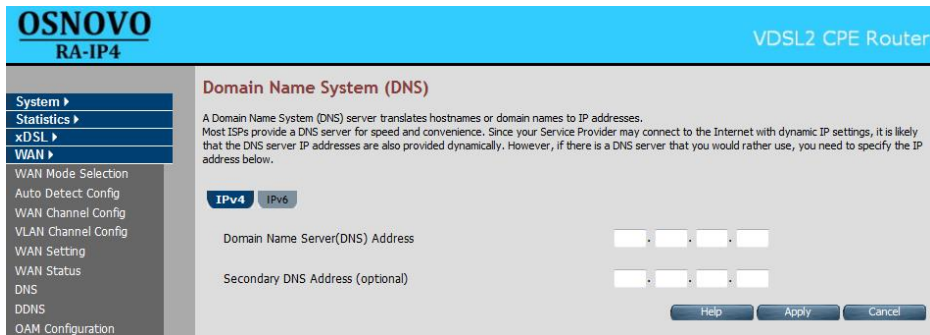 OSNOVO
RA-IP4
VDSL2 CPE Router
System
Statistics
xDSL
WAN
WAN Mode Selection
Auto Detect Config
WAN Channel Config
VLAN Channel Config
WAN Setting
WAN Status
DNS
DDNS
OAM Configuration
Domain Name System (DNS)
A Domain Name System (DNS) server translates hostnames or domain names to IP addresses.
Most ISPs provide a DNS server for speed and convenience. Since your Service Provider may connect to the Internet with dynamic IP settings, it is likely
that the DNS server IP addresses are also provided dynamically. However, if there is a DNS server that you would rather use, you need to specify the IP
address below.
IPv4 IPv6
Domain Name Server(DNS) Address . . .
Secondary DNS Address (optional) . . .
Help Apply Cancel